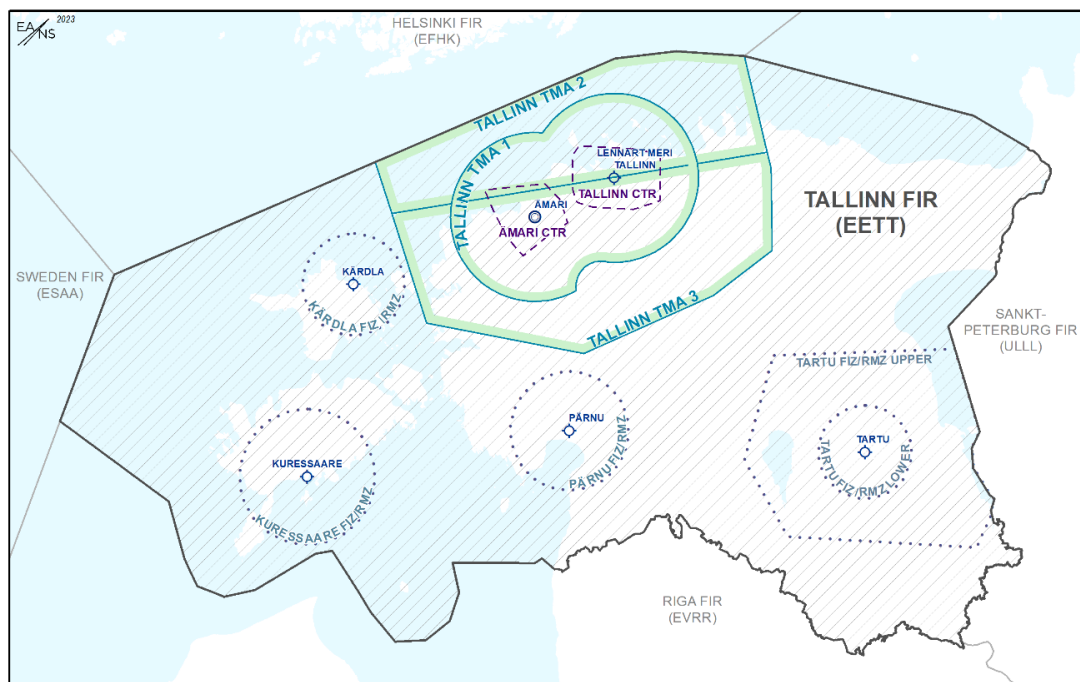 EA
NS
2023
HELSINKI FIR
(EFHK)
TALLINN TMA 2
TALLINN TMA 1
LENNART MERI
TALLINN
TALLINN CTR
ÄMARI
ÄMARI CTR
TALLINN FIR
(EETT)
SWEDEN FIR
(ESAA)
KÄRDLA
KÄRDLA FIZ/RMZ
TALLINN TMA 3
SANKT-
PETERBURG FIR
(ULLL)
TARTU FIZ/RMZ UPPER
PÄRNU
PÄRNU FIZ/RMZ
TARTU
TARTU FIZ/RMZ LOWER
KURESSAARE
KURESSAARE FIZ/RMZ
RIGA FIR
(EVRR)